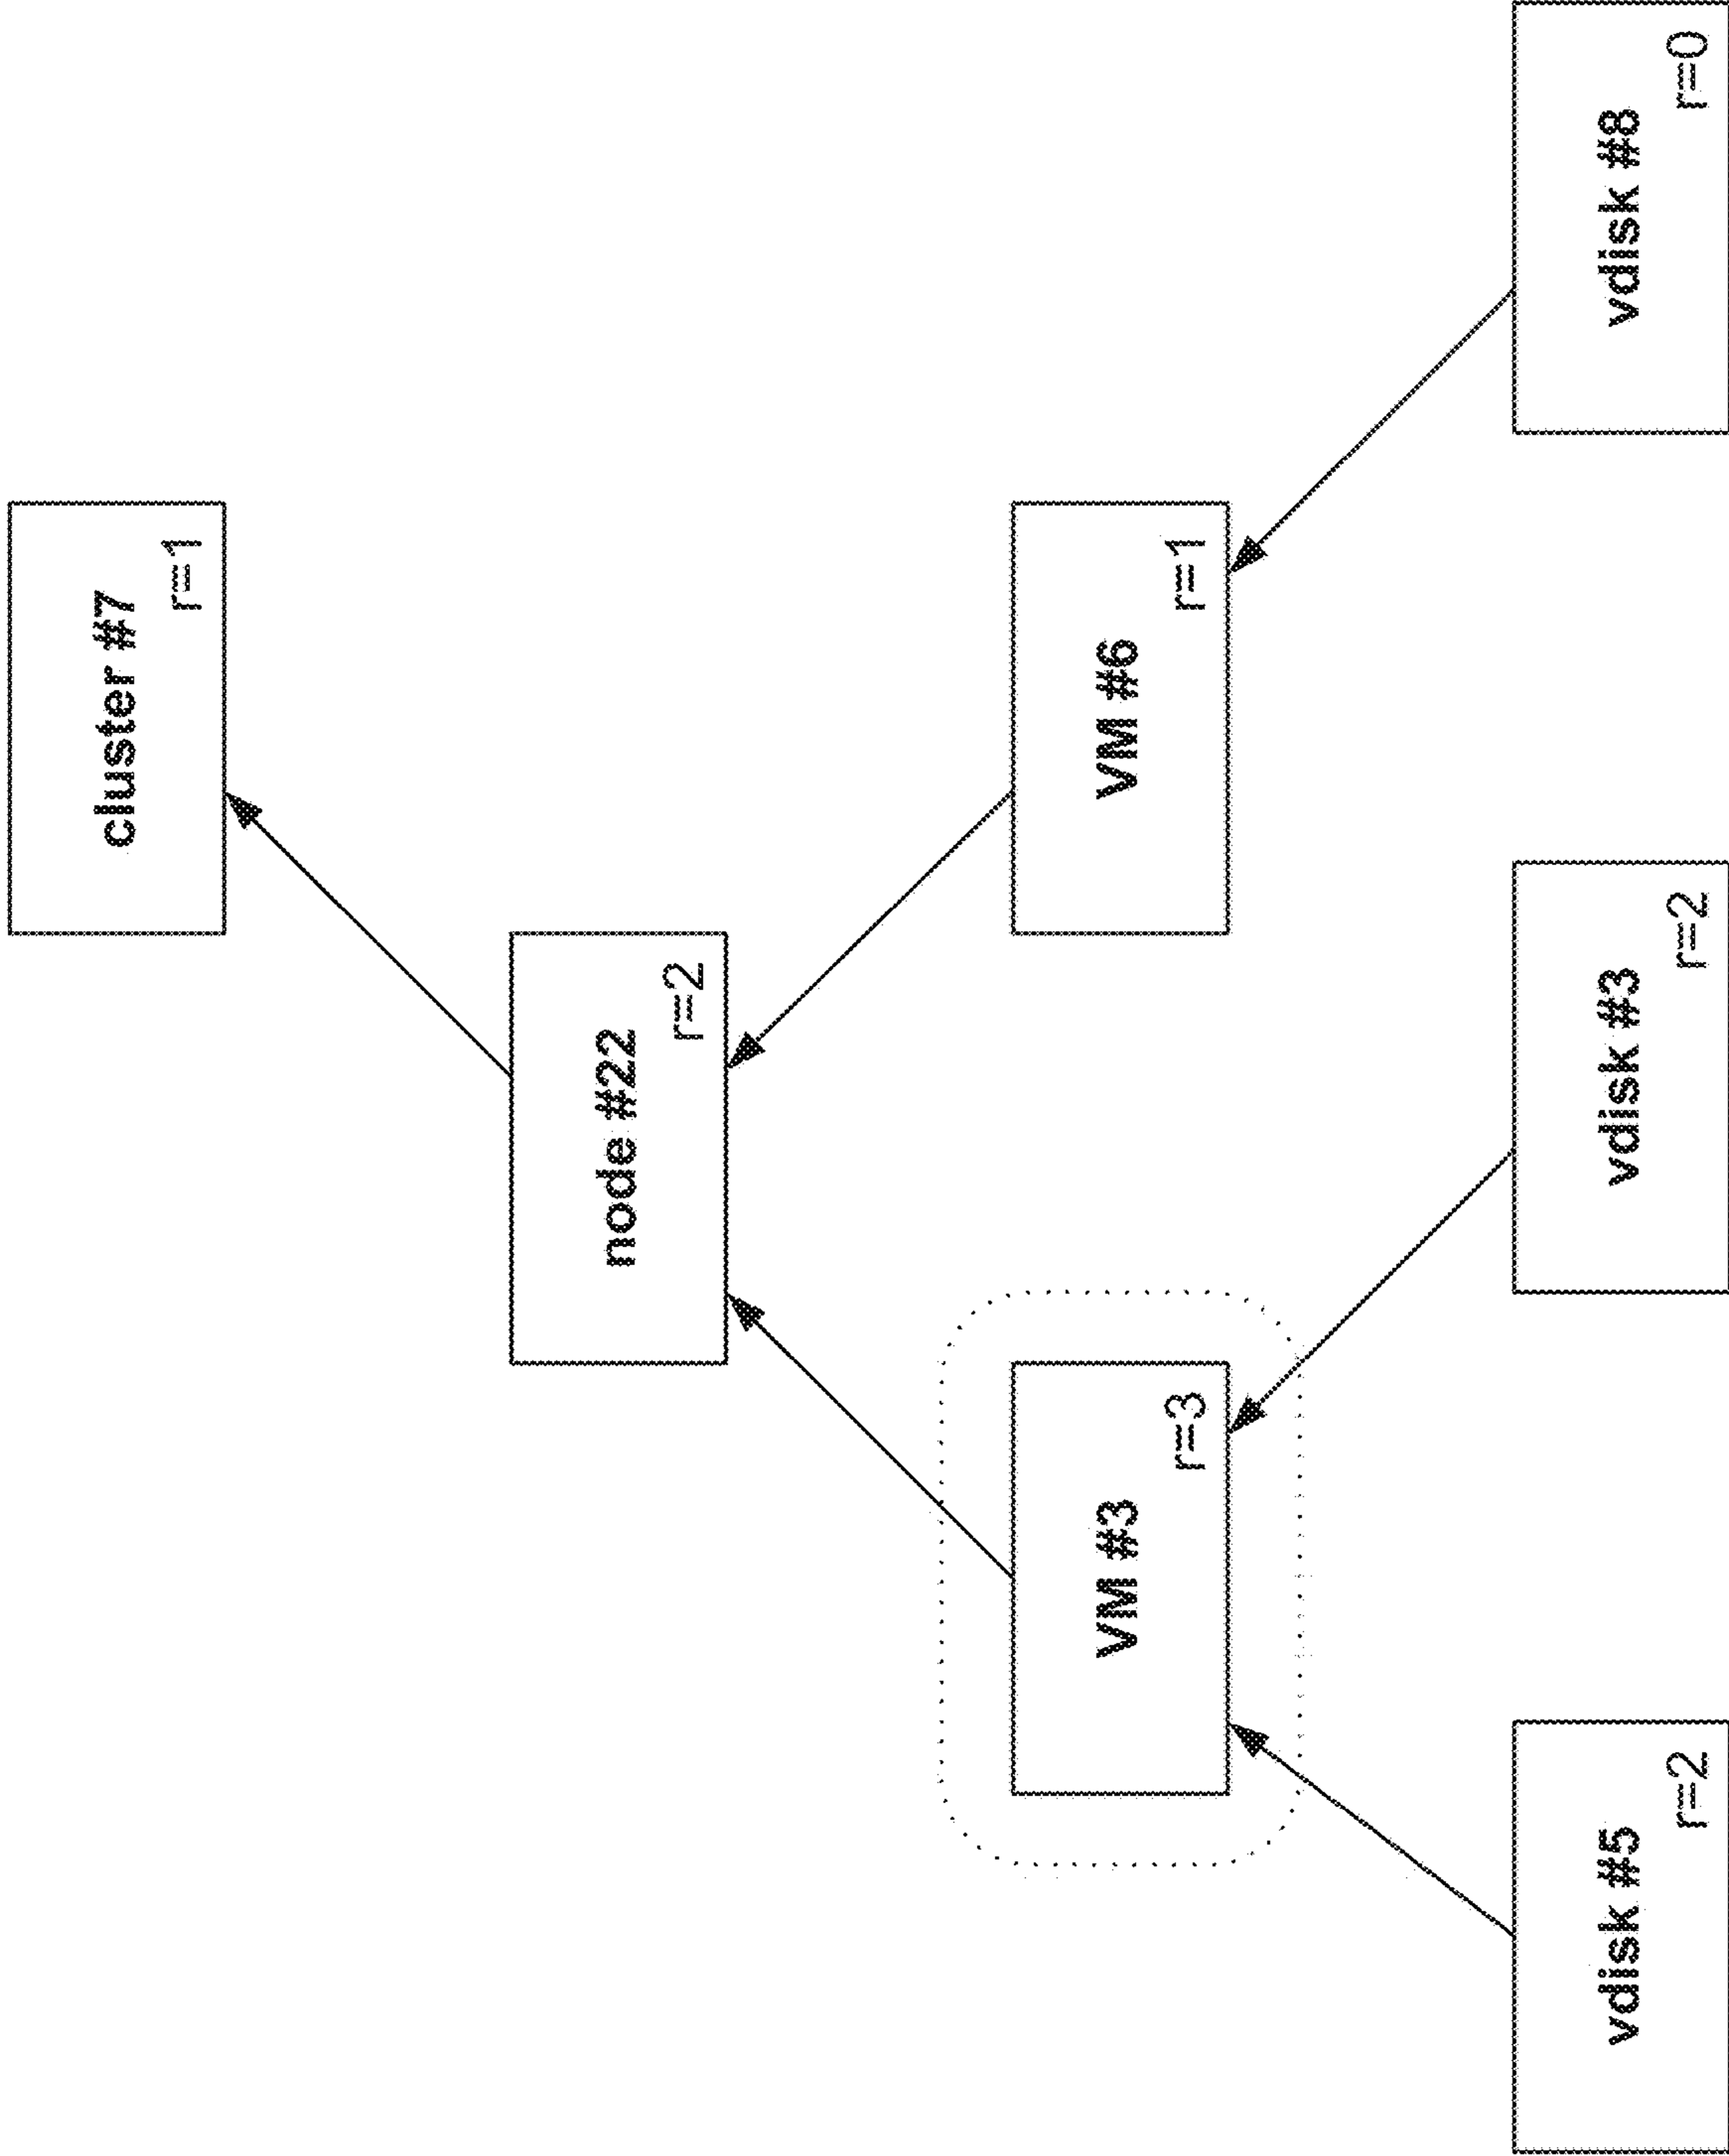 cluster #7
r=1
node #22
r=2
VM #3
r=3
VM #6
r=1
vdisk #5
r=2
vdisk #3
r=2
vdisk #8
r=0